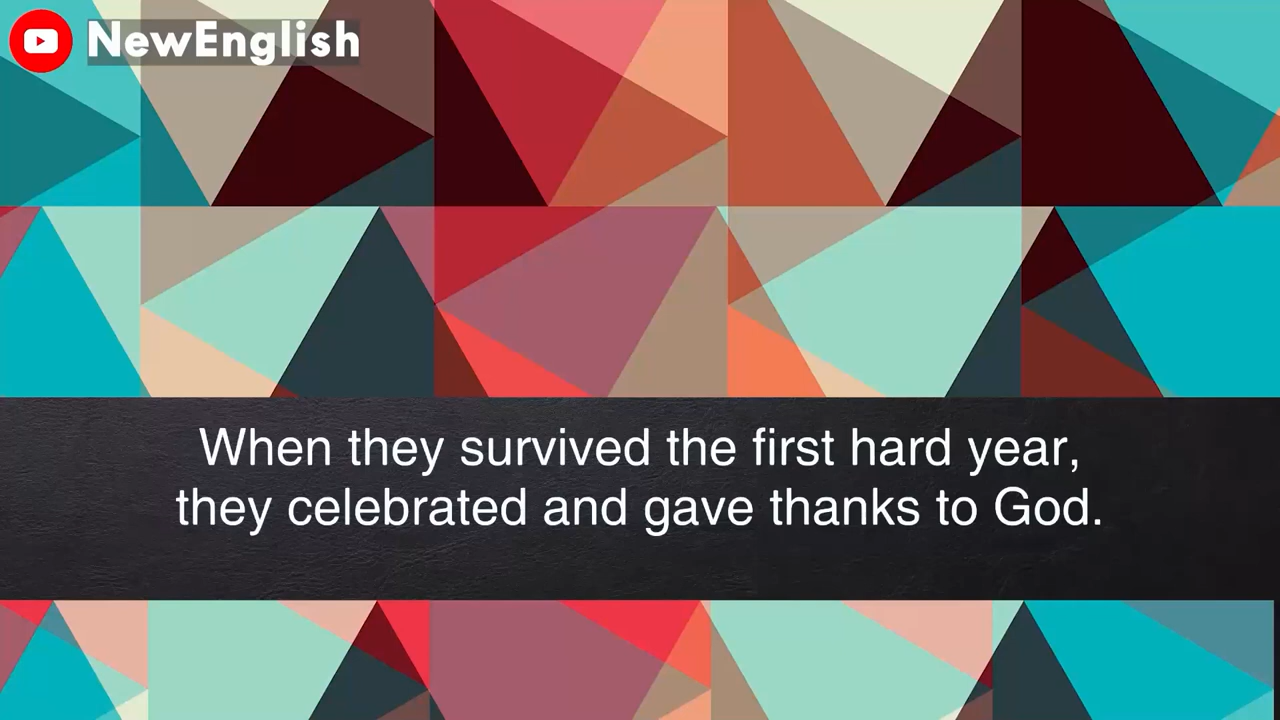 NewEnglish
When they survived the first hard year,
they celebrated and gave thanks to God.